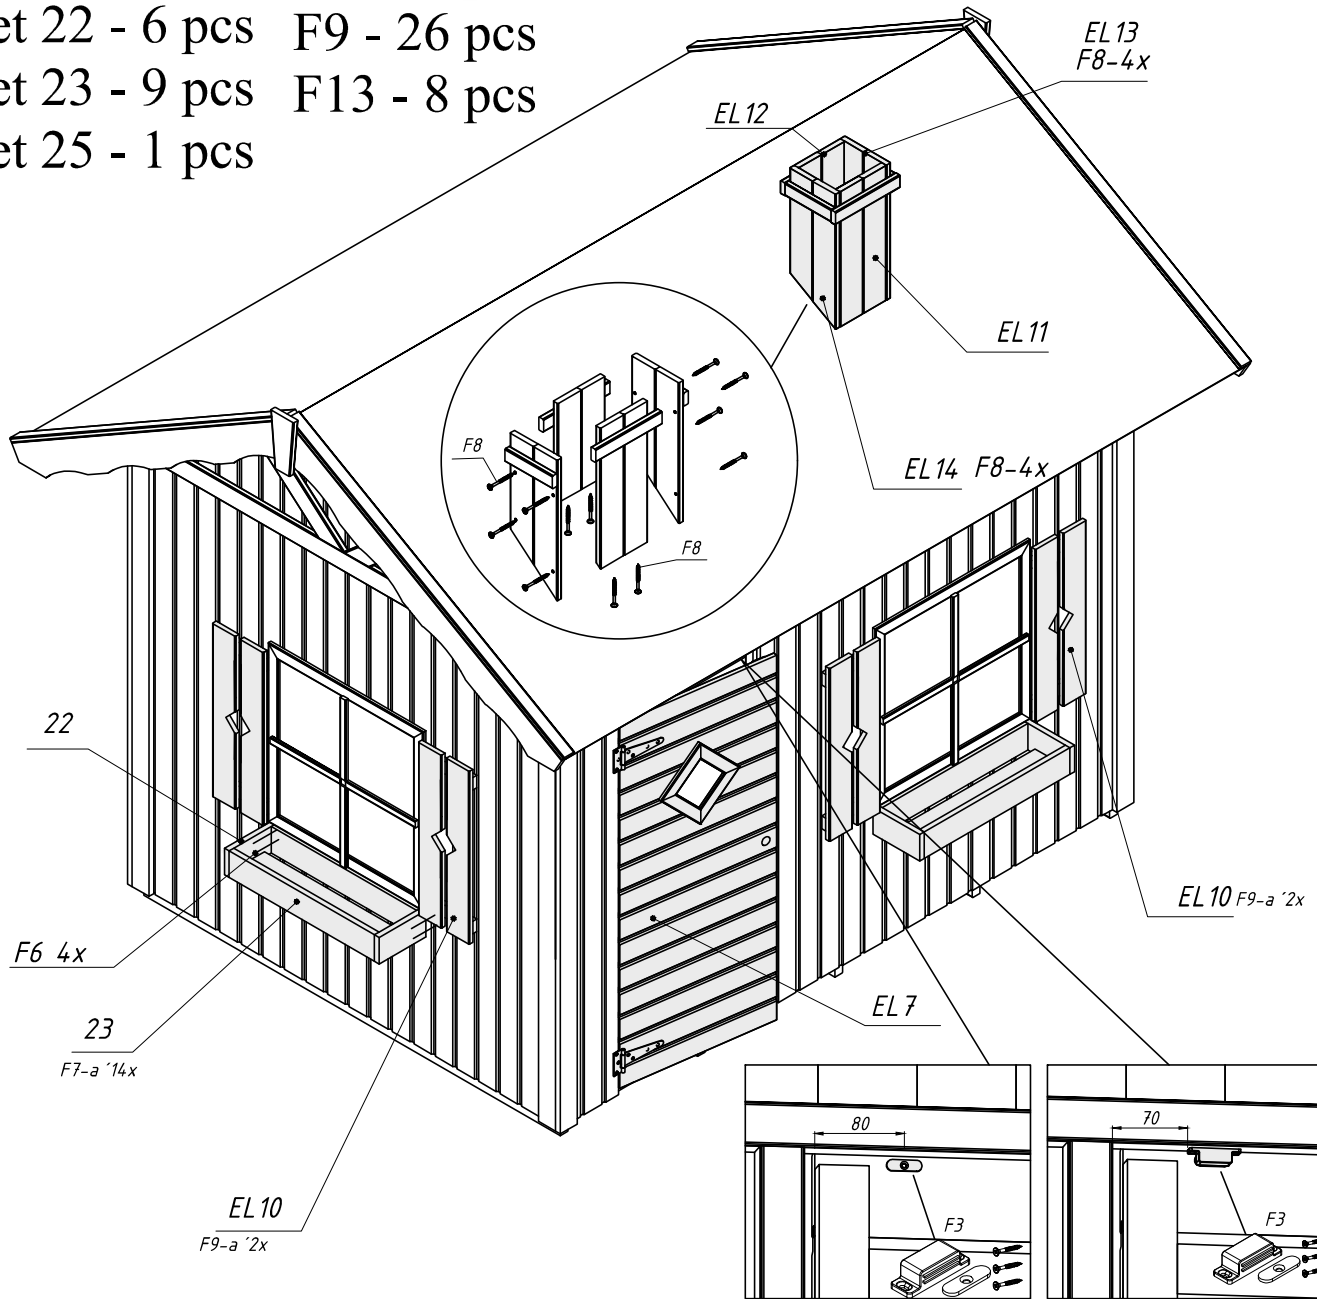 et 22 - 6 pcs F9 - 26 pcs
et 23 - 9 pcs F13 - 8 pcs
et 25 - 1 pcs
EL13
F8-4x
EL12
EL11
F8
EL14 F8-4x
F8
22
EL10 F9-a ´2x
F6 4x
EL7
23
F7-a ´14x
80
70
EL10
F9-a ´2x
F3
F3